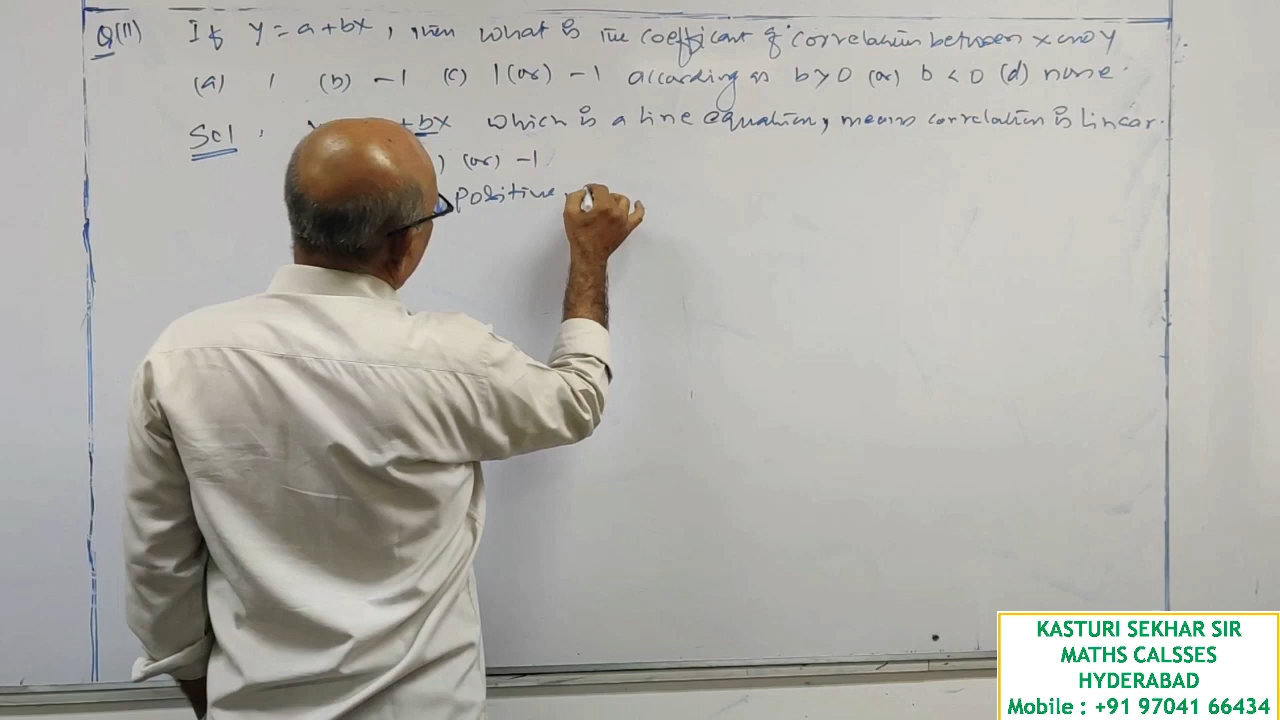 Q(11) If y = a + bx, then what is the coefficant of correlation between x and y
(a) 1 (b) -1 (c) 1 (or) -1 according as b > 0 (or) b < 0 (d) none.
Sol, + bx which is a line equation, means correlation is linear.
) (or) -1
positive
KASTURI SEKHAR SIR
MATHS CALSSES
HYDERABAD
Mobile : +91 97041 66434